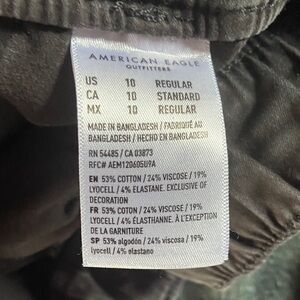 AMERICAN EAGLE
OUTFITTERS
US 10 REGULAR
CA 10 STANDARD
MX 10 REGULAR
MADE IN BANGLADESH / FABRIQUÉ AU
BANGLADESH / HECHO EN BANGLADESH
RN 54485 / CA 03873
RFC# AEM120605U9A
EN 53% COTTON / 24% VISCOSE / 19%
LYOCELL / 4% ELASTANE. EXCLUSIVE OF
DECORATION
FR 53% COTON / 24% VISCOSE / 19%
LYOCELL / 4% ÉLASTHANNE. À L'EXCEPTION
DE LA GARNITURE
SP 53% algodón / 24% viscosa / 19%
lyocell / 4% elastano